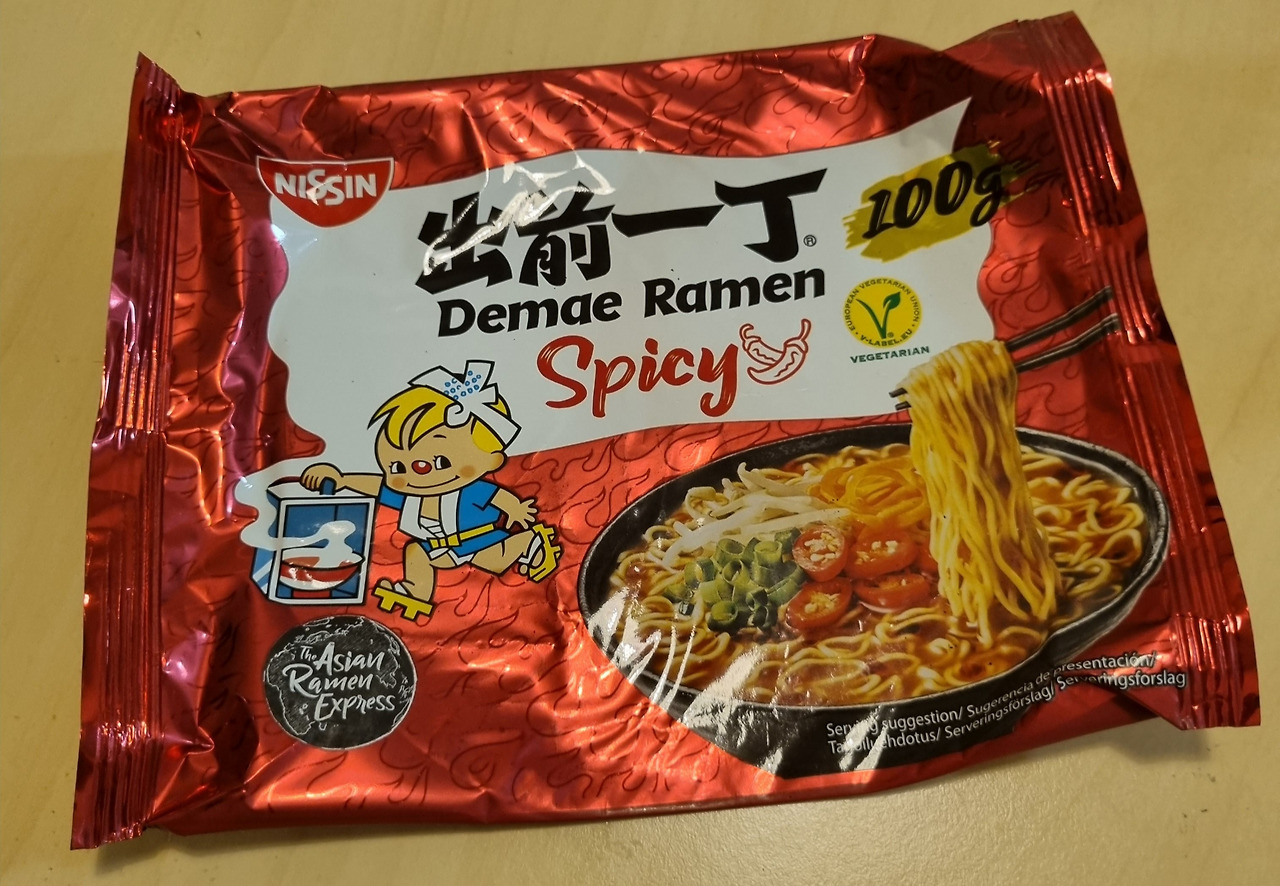 NISSIN
出前一丁®
100g
Demae Ramen
Spicy
EUROPEAN VEGETARIAN UNION
V-LABEL.EU
VEGETARIAN
The Asian
Ramen
Express
Serving suggestion/ Sugerencia de presentación/
Tarjoiluehdotus/ Serveringsforslag/ Serveringsförslag